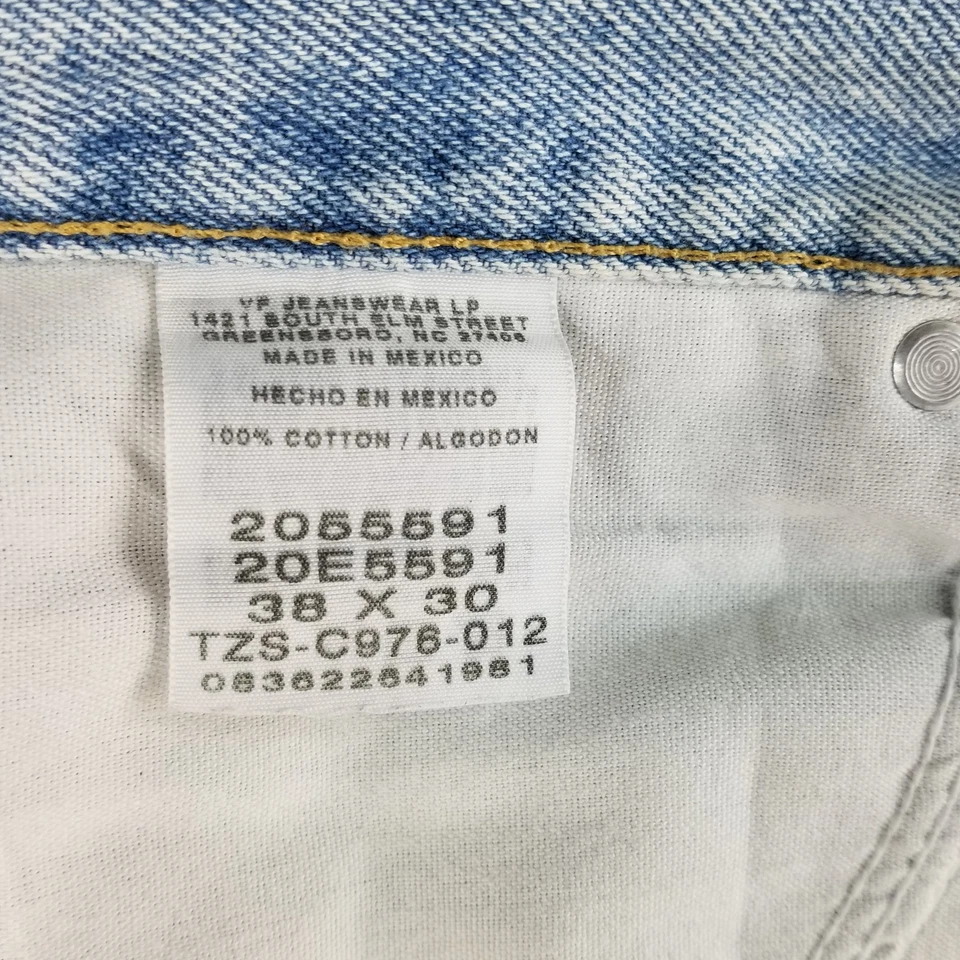 VF JEANSWEAR LP
1421 SOUTH ELM STREET
GREENSBORO, NC 27406
MADE IN MEXICO
HECHO EN MEXICO
100% COTTON / ALGODON
2055591
20E5591
38 X 30
TZS-C976-012
083622641981